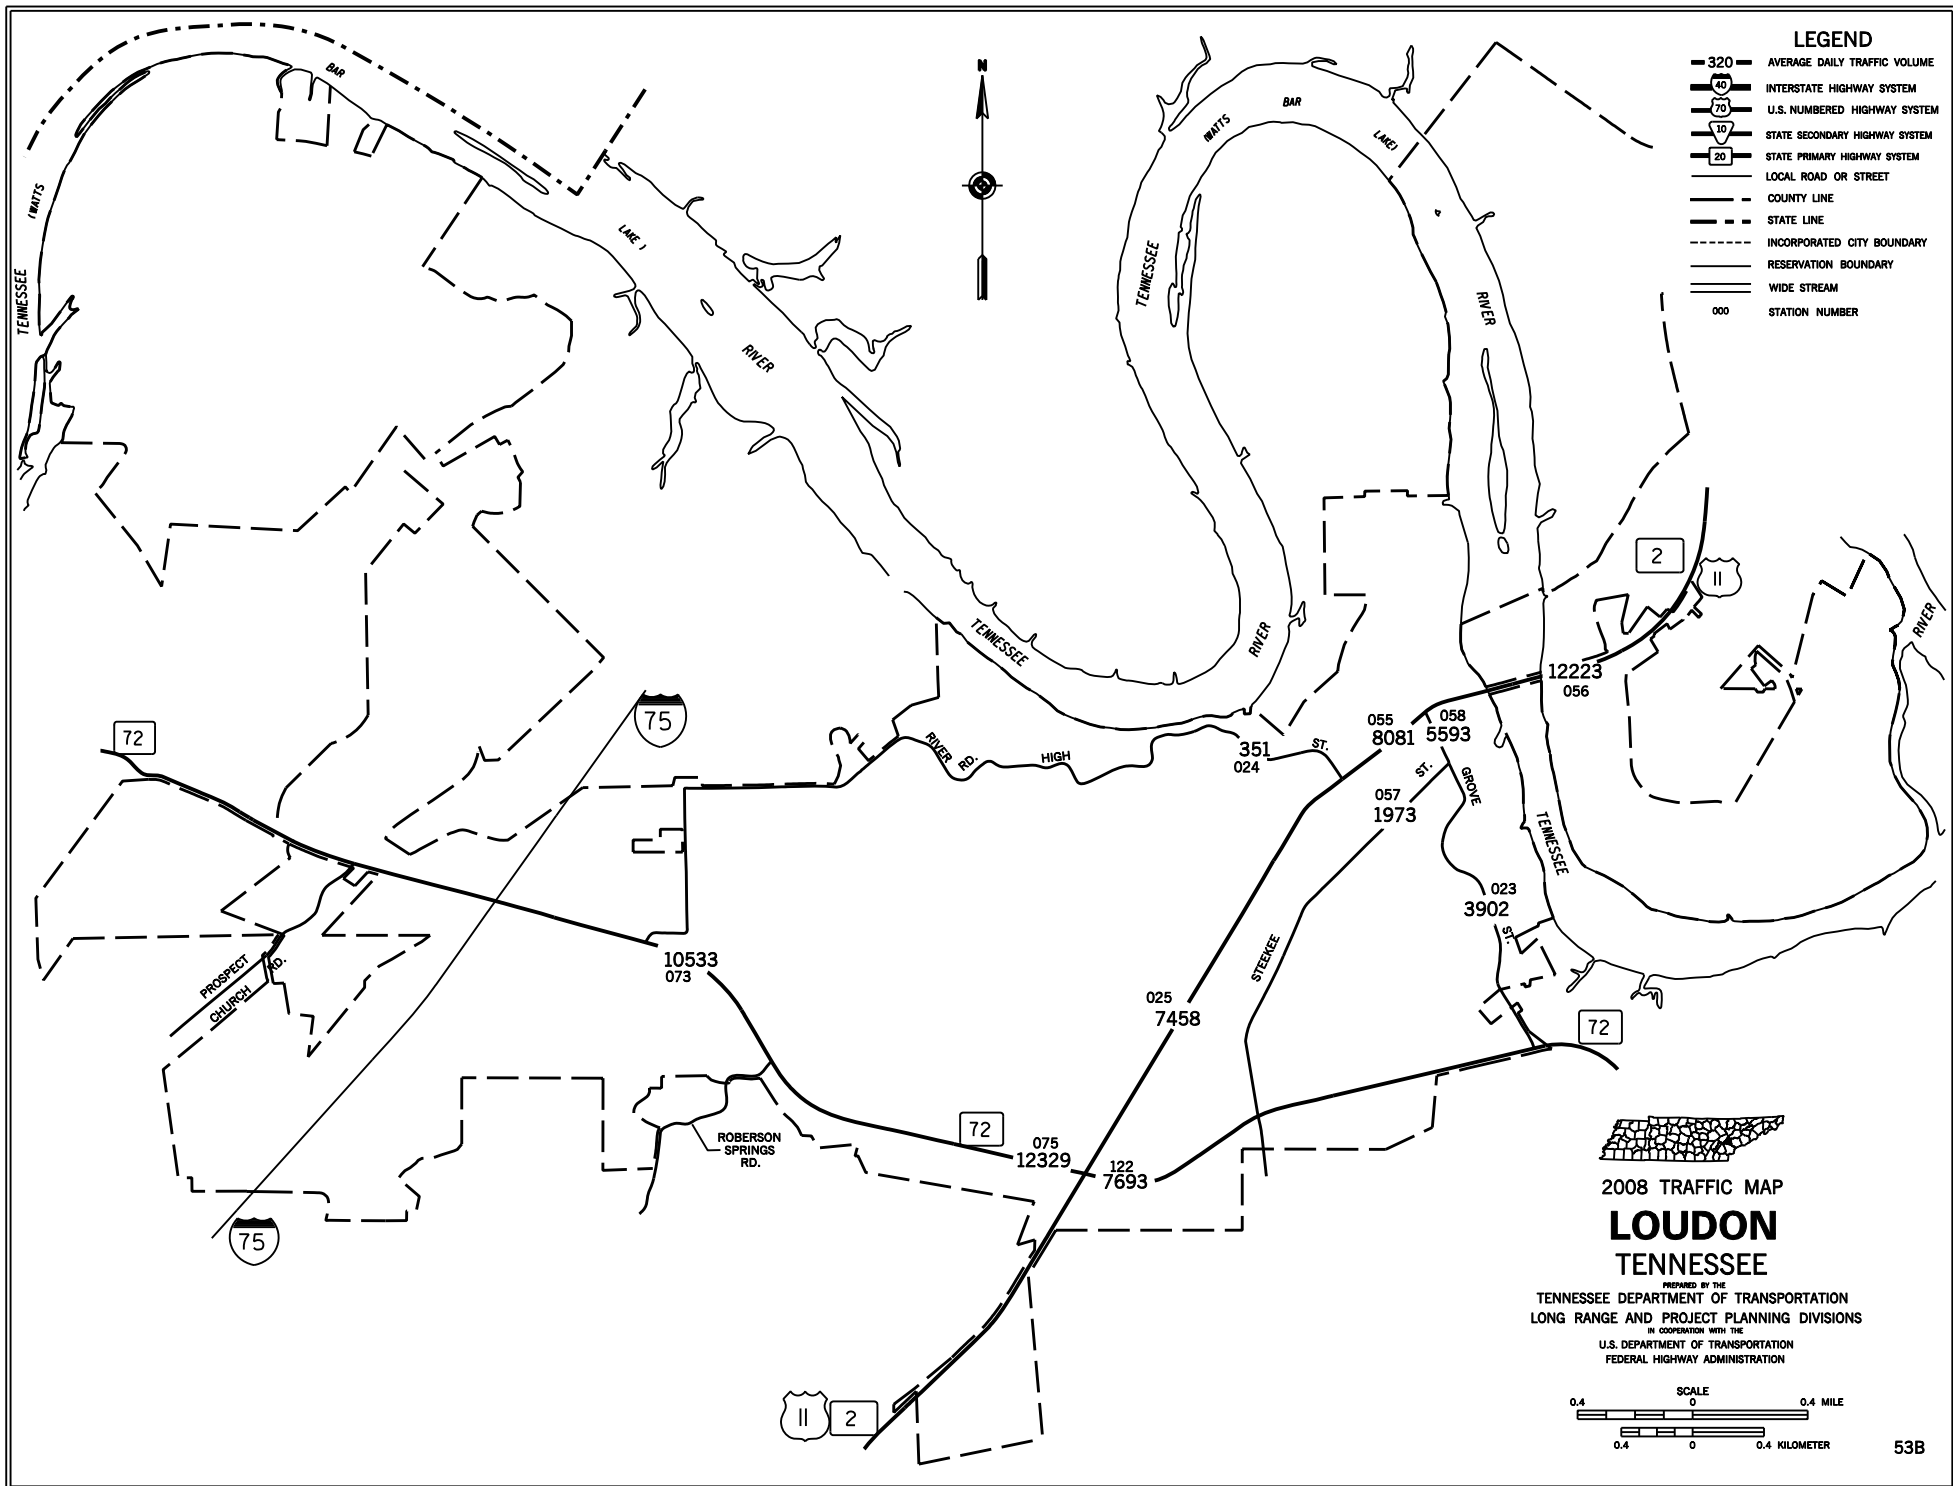 LEGEND
320 AVERAGE DAILY TRAFFIC VOLUME
40 INTERSTATE HIGHWAY SYSTEM
70 U.S. NUMBERED HIGHWAY SYSTEM
10 STATE SECONDARY HIGHWAY SYSTEM
20 STATE PRIMARY HIGHWAY SYSTEM
LOCAL ROAD OR STREET
COUNTY LINE
STATE LINE
INCORPORATED CITY BOUNDARY
RESERVATION BOUNDARY
WIDE STREAM
000 STATION NUMBER
N
TENNESSEE
(WATTS
BAR
LAKE )
RIVER
TENNESSEE
RIVER
TENNESSEE
WATTS
BAR
LAKE)
RIVER
2
11
RIVER
12223
056
055
8081
058
5593
351
024
ST.
HIGH
RIVER
RD.
75
72
ST.
GROVE
057
1973
TENNESSEE
023
3902
ST.
STEEKEE
10533
073
PROSPECT
RD.
CHURCH
025
7458
72
72
075
12329
122
7693
ROBERSON
SPRINGS
RD.
75
11
2
2008 TRAFFIC MAP
LOUDON
TENNESSEE
PREPARED BY THE
TENNESSEE DEPARTMENT OF TRANSPORTATION
LONG RANGE AND PROJECT PLANNING DIVISIONS
IN COOPERATION WITH THE
U.S. DEPARTMENT OF TRANSPORTATION
FEDERAL HIGHWAY ADMINISTRATION
SCALE
0.4 0 0.4 MILE
0.4 0 0.4 KILOMETER
53B